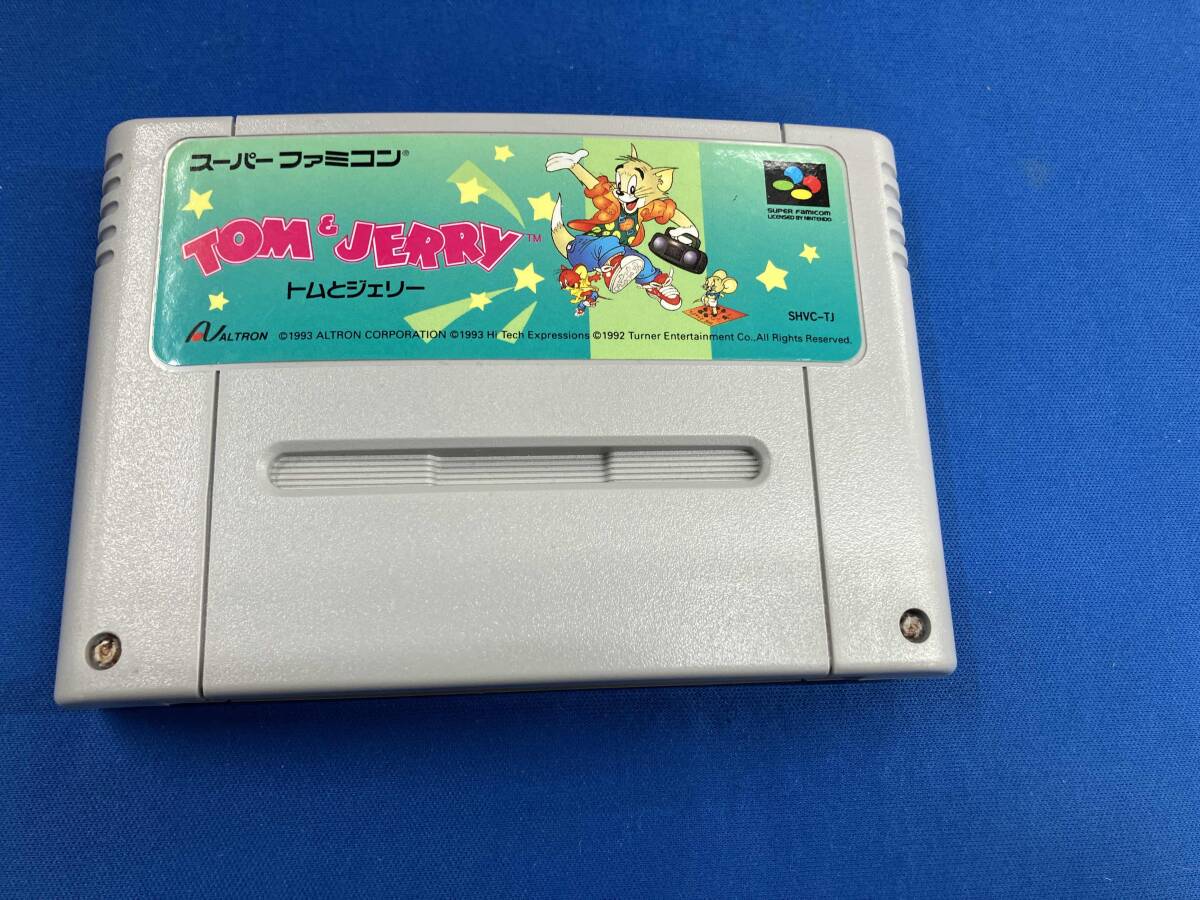 スーパーファミコン®
TOM & JERRY™
トムとジェリー
SUPER FAMICOM
LICENSED BY NINTENDO
SHVC-TJ
ALTRON ©1993 ALTRON CORPORATION ©1993 Hi Tech Expressions ©1992 Turner Entertainment Co.,All Rights Reserved.